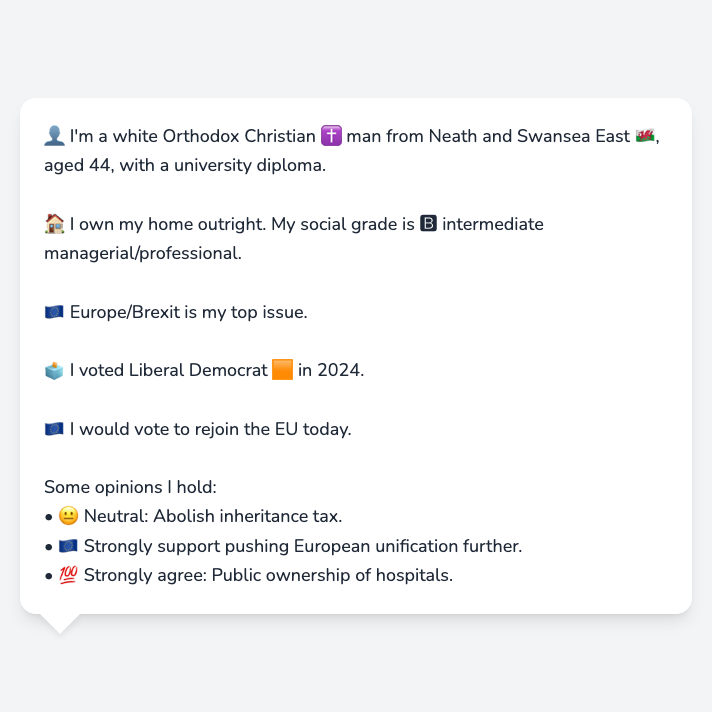 👤 I'm a white Orthodox Christian ✝️ man from Neath and Swansea East 🏴󠁧󠁢󠁷󠁬󠁳󠁿,
aged 44, with a university diploma.
🏠 I own my home outright. My social grade is 🅱 intermediate
managerial/professional.
🇪🇺 Europe/Brexit is my top issue.
🗳️ I voted Liberal Democrat 🟧 in 2024.
🇪🇺 I would vote to rejoin the EU today.
Some opinions I hold:
• 😐 Neutral: Abolish inheritance tax.
• 🇪🇺 Strongly support pushing European unification further.
• 💯 Strongly agree: Public ownership of hospitals.